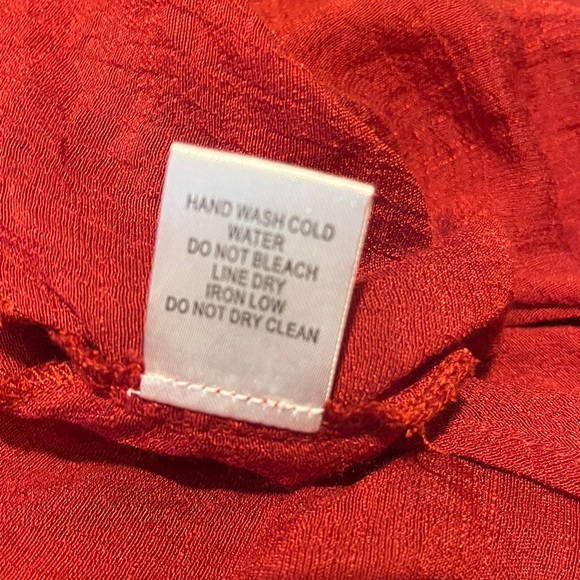 HAND WASH COLD
WATER
DO NOT BLEACH
LINE DRY
IRON LOW
DO NOT DRY CLEAN